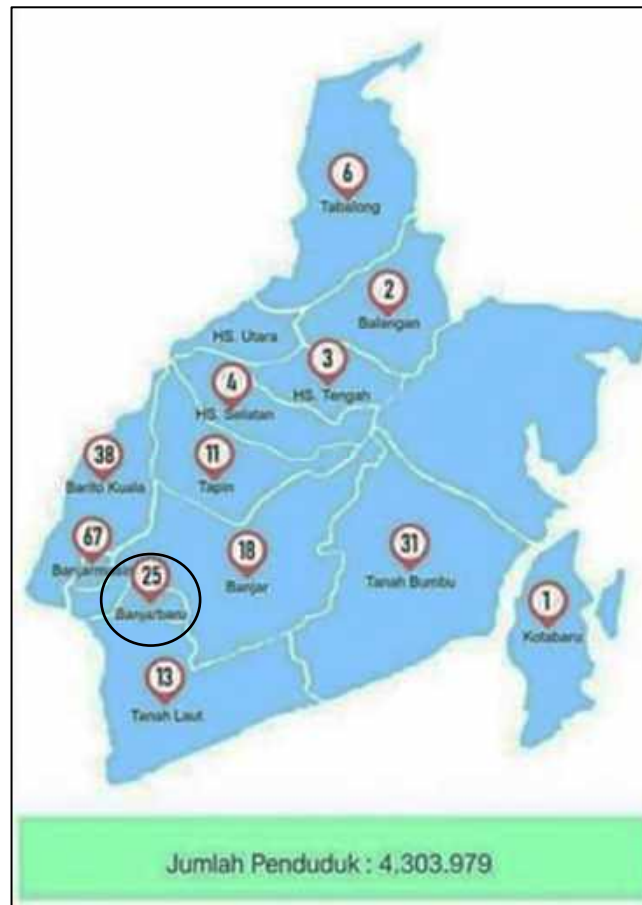 6
Tabalong
2
Balangan
HS. Utara
3
HS. Tengah
4
HS. Selatan
38
Barito Kuala
11
Tapin
67
Banjarmasin
25
Banjarbaru
18
Banjar
31
Tanah Bumbu
1
Kotabaru
13
Tanah Laut
Jumlah Penduduk : 4.303.979